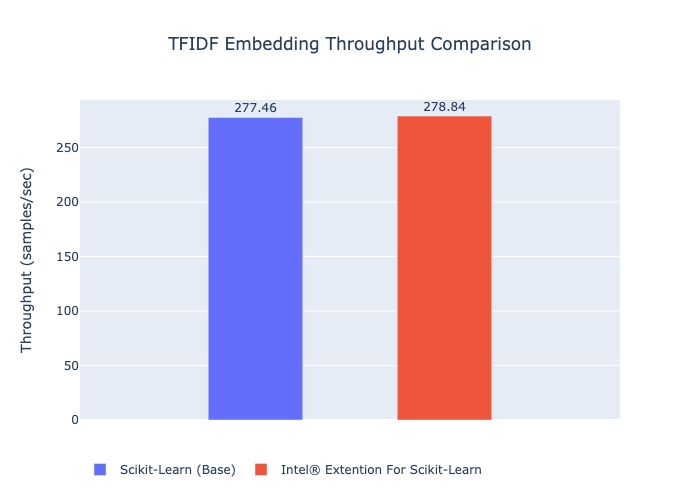 TFIDF Embedding Throughput Comparison
277.46
278.84
250
200
150
100
50
0
Throughput (samples/sec)
Scikit-Learn (Base)
Intel® Extention For Scikit-Learn